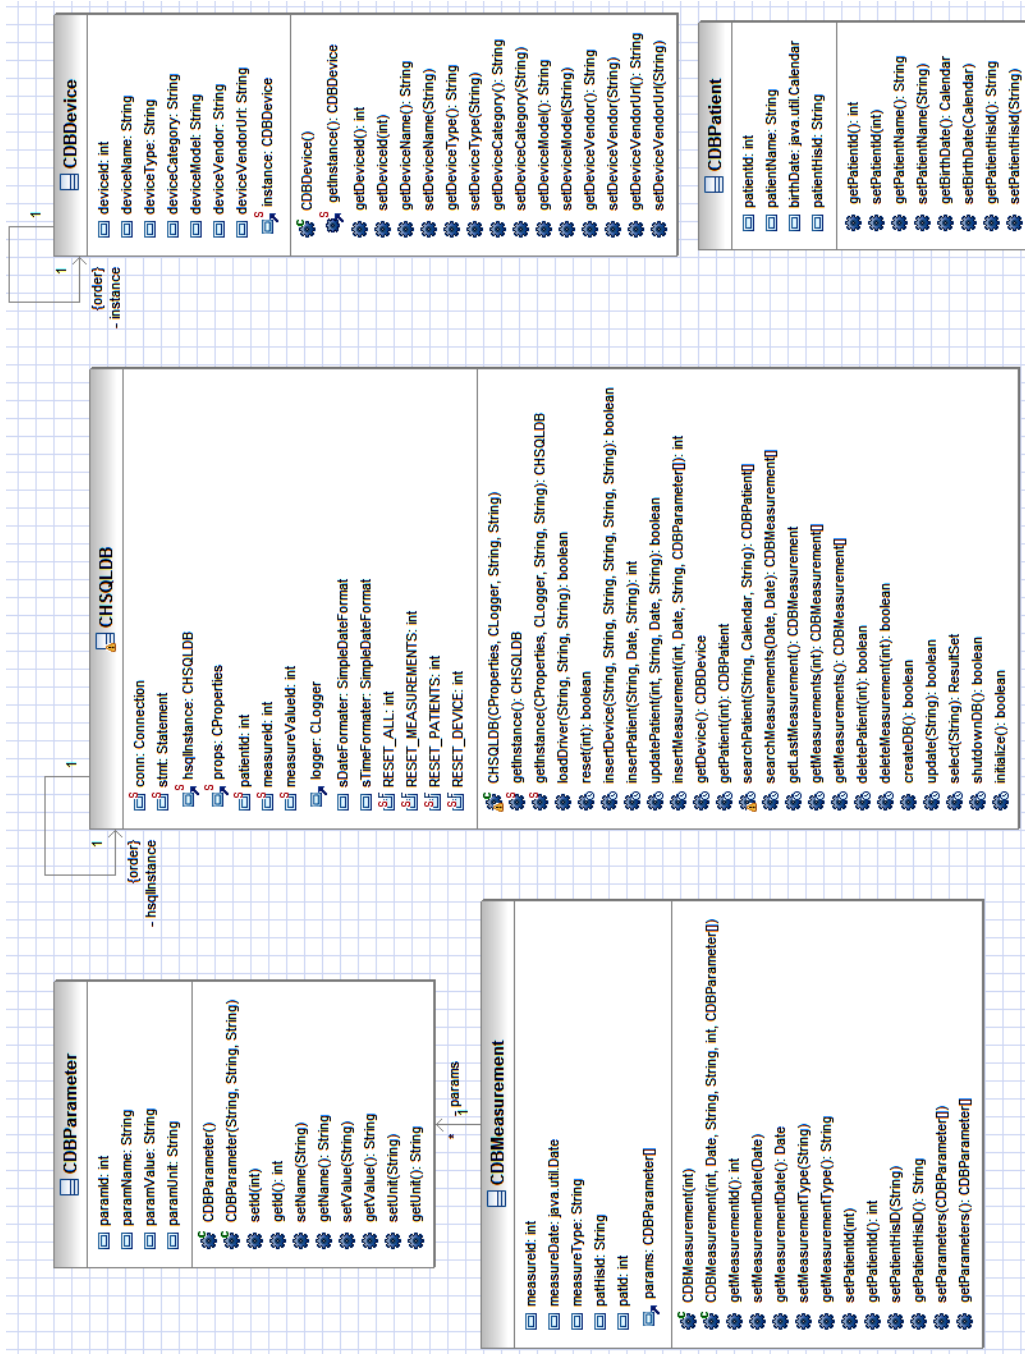 CDBParameter
paramId: int
paramName: String
paramValue: String
paramUnit: String
CDBParameter()
CDBParameter(String, String, String)
setId(int)
getId(): int
setName(String)
getName(): String
setValue(String)
getValue(): String
setUnit(String)
getUnit(): String
- params
*
1
CDBMeasurement
measureId: int
measureDate: java.util.Date
measureType: String
patHisId: String
patId: int
params: CDBParameter[]
CDBMeasurement(int)
CDBMeasurement(int, Date, String, String, int, CDBParameter[])
getMeasurementId(): int
setMeasurementDate(Date)
getMeasurementDate(): Date
setMeasurementType(String)
getMeasurementType(): String
setPatientId(int)
getPatientId(): int
setPatientHisID(String)
getPatientHisID(): String
setParameters(CDBParameter[])
getParameters(): CDBParameter[]
1
1
{order}
- hsqlInstance
CHSQLDB
conn: Connection
stmt: Statement
hsqlInstance: CHSQLDB
props: CProperties
patientId: int
measureId: int
measureValueId: int
logger: CLogger
sDateFormater: SimpleDateFormat
sTimeFormater: SimpleDateFormat
RESET_ALL: int
RESET_MEASUREMENTS: int
RESET_PATIENTS: int
RESET_DEVICE: int
CHSQLDB((CProperties, CLogger, String, String)
getInstance(): CHSQLDB
getInstance(CProperties, CLogger, String, String): CHSQLDB
loadDriver(String, String, String): boolean
reset(int): boolean
insertDevice(String, String, String, String, String, String): boolean
insertPatient(String, Date, String): int
updatePatient(int, String, Date, String): boolean
insertMeasurement(int, Date, String, CDBParameter[]): int
getDevice(): CDBDevice
getPatient(int): CDBPatient
searchPatient(String, Calendar, String): CDBPatient[]
searchMeasurements(Date, Date): CDBMeasurement[]
getLastMeasurement(): CDBMeasurement
getMeasurements(int): CDBMeasurement[]
getMeasurements(): CDBMeasurement[]
deletePatient(int): boolean
deleteMeasurement(int): boolean
createDB(): boolean
update(String): boolean
select(String): ResultSet
shutdownDB(): boolean
initialize(): boolean
1
1
{order}
- instance
CDBDevice
deviceId: int
deviceName: String
deviceType: String
deviceCategory: String
deviceModel: String
deviceVendor: String
deviceVendorUrl: String
instance: CDBDevice
CDBDevice()
getInstance(): CDBDevice
getDeviceId(): int
setDeviceId(int)
getDeviceName(): String
setDeviceName(String)
getDeviceType(): String
setDeviceType(String)
getDeviceCategory(): String
setDeviceCategory(String)
getDeviceModel(): String
setDeviceModel(String)
getDeviceVendor(): String
setDeviceVendor(String)
getDeviceVendorUrl(): String
setDeviceVendorUrl(String)
CDBPatient
patientId: int
patientName: String
birthDate: java.util.Calendar
patientHisId: String
getPatientId(): int
setPatientId(int)
getPatientName(): String
setPatientName(String)
getBirthDate(): Calendar
setBirthDate(Calendar)
getPatientHisId(): String
setPatientHisId(String)